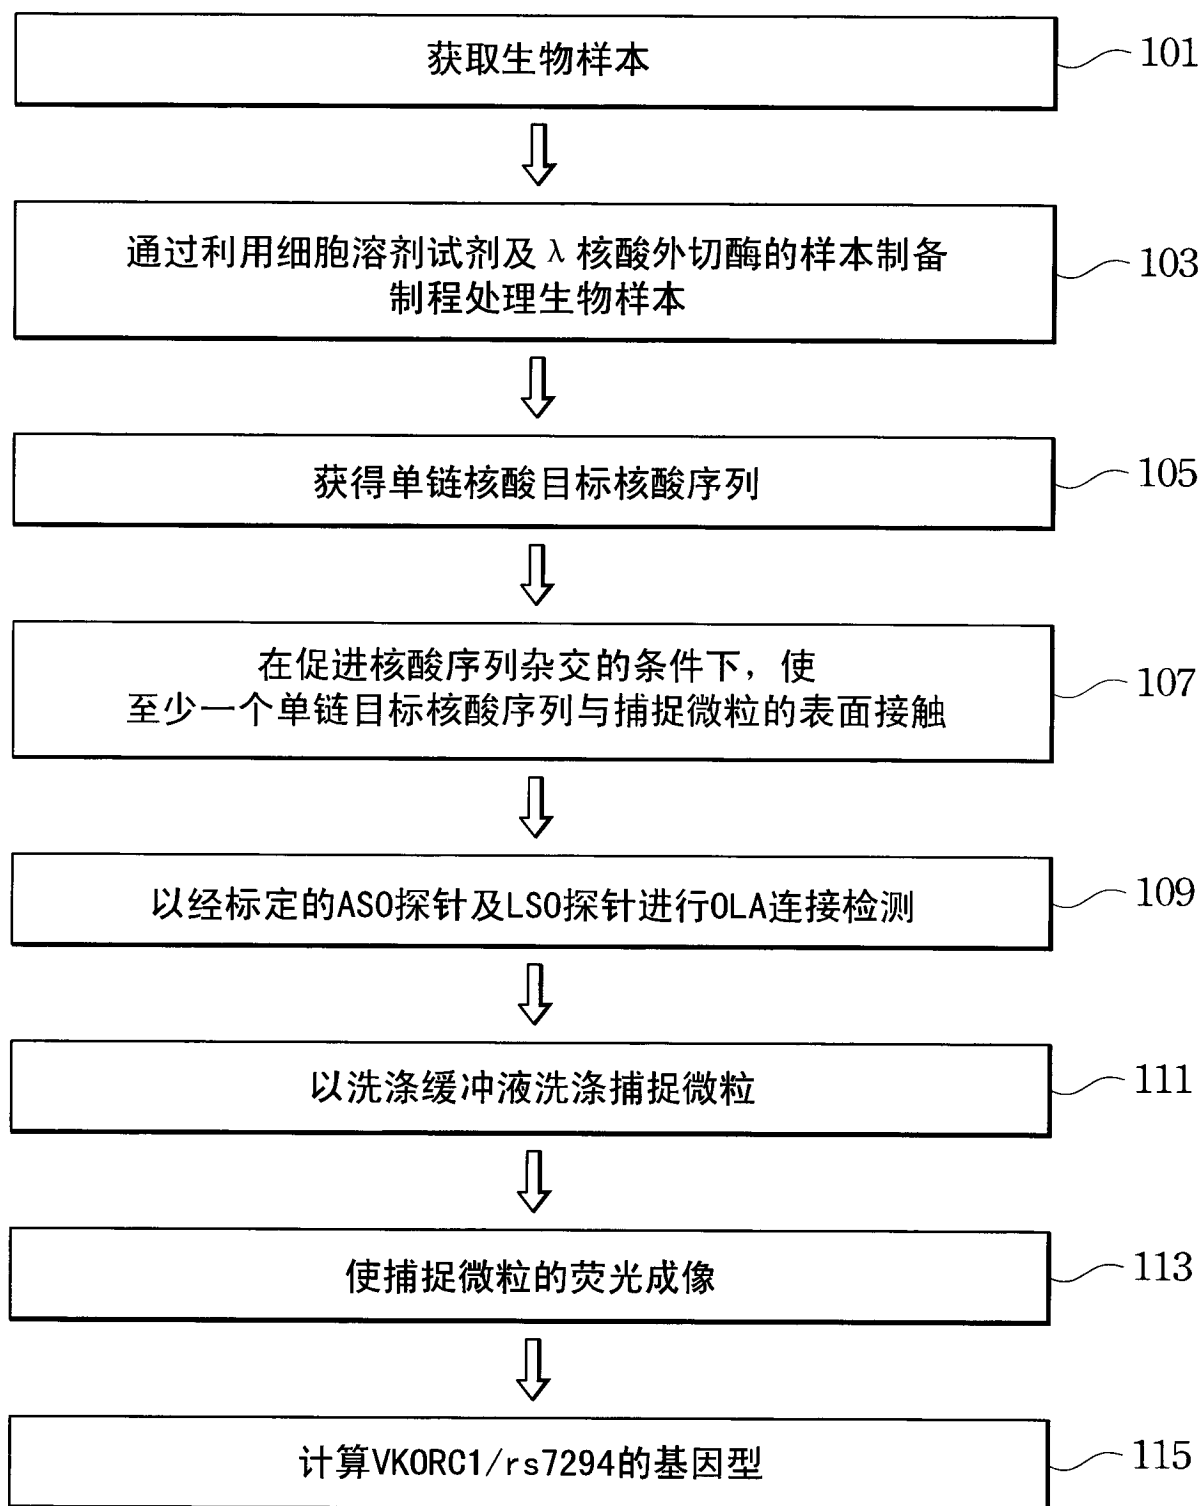 获取生物样本
101
通过利用细胞溶剂试剂及λ核酸外切酶的样本制备
制程处理生物样本
103
获得单链核酸目标核酸序列
105
在促进核酸序列杂交的条件下，使
至少一个单链目标核酸序列与捕捉微粒的表面接触
107
以经标定的ASO探针及LSO探针进行OLA连接检测
109
以洗涤缓冲液洗涤捕捉微粒
111
使捕捉微粒的荧光成像
113
计算VKORC1/rs7294的基因型
115